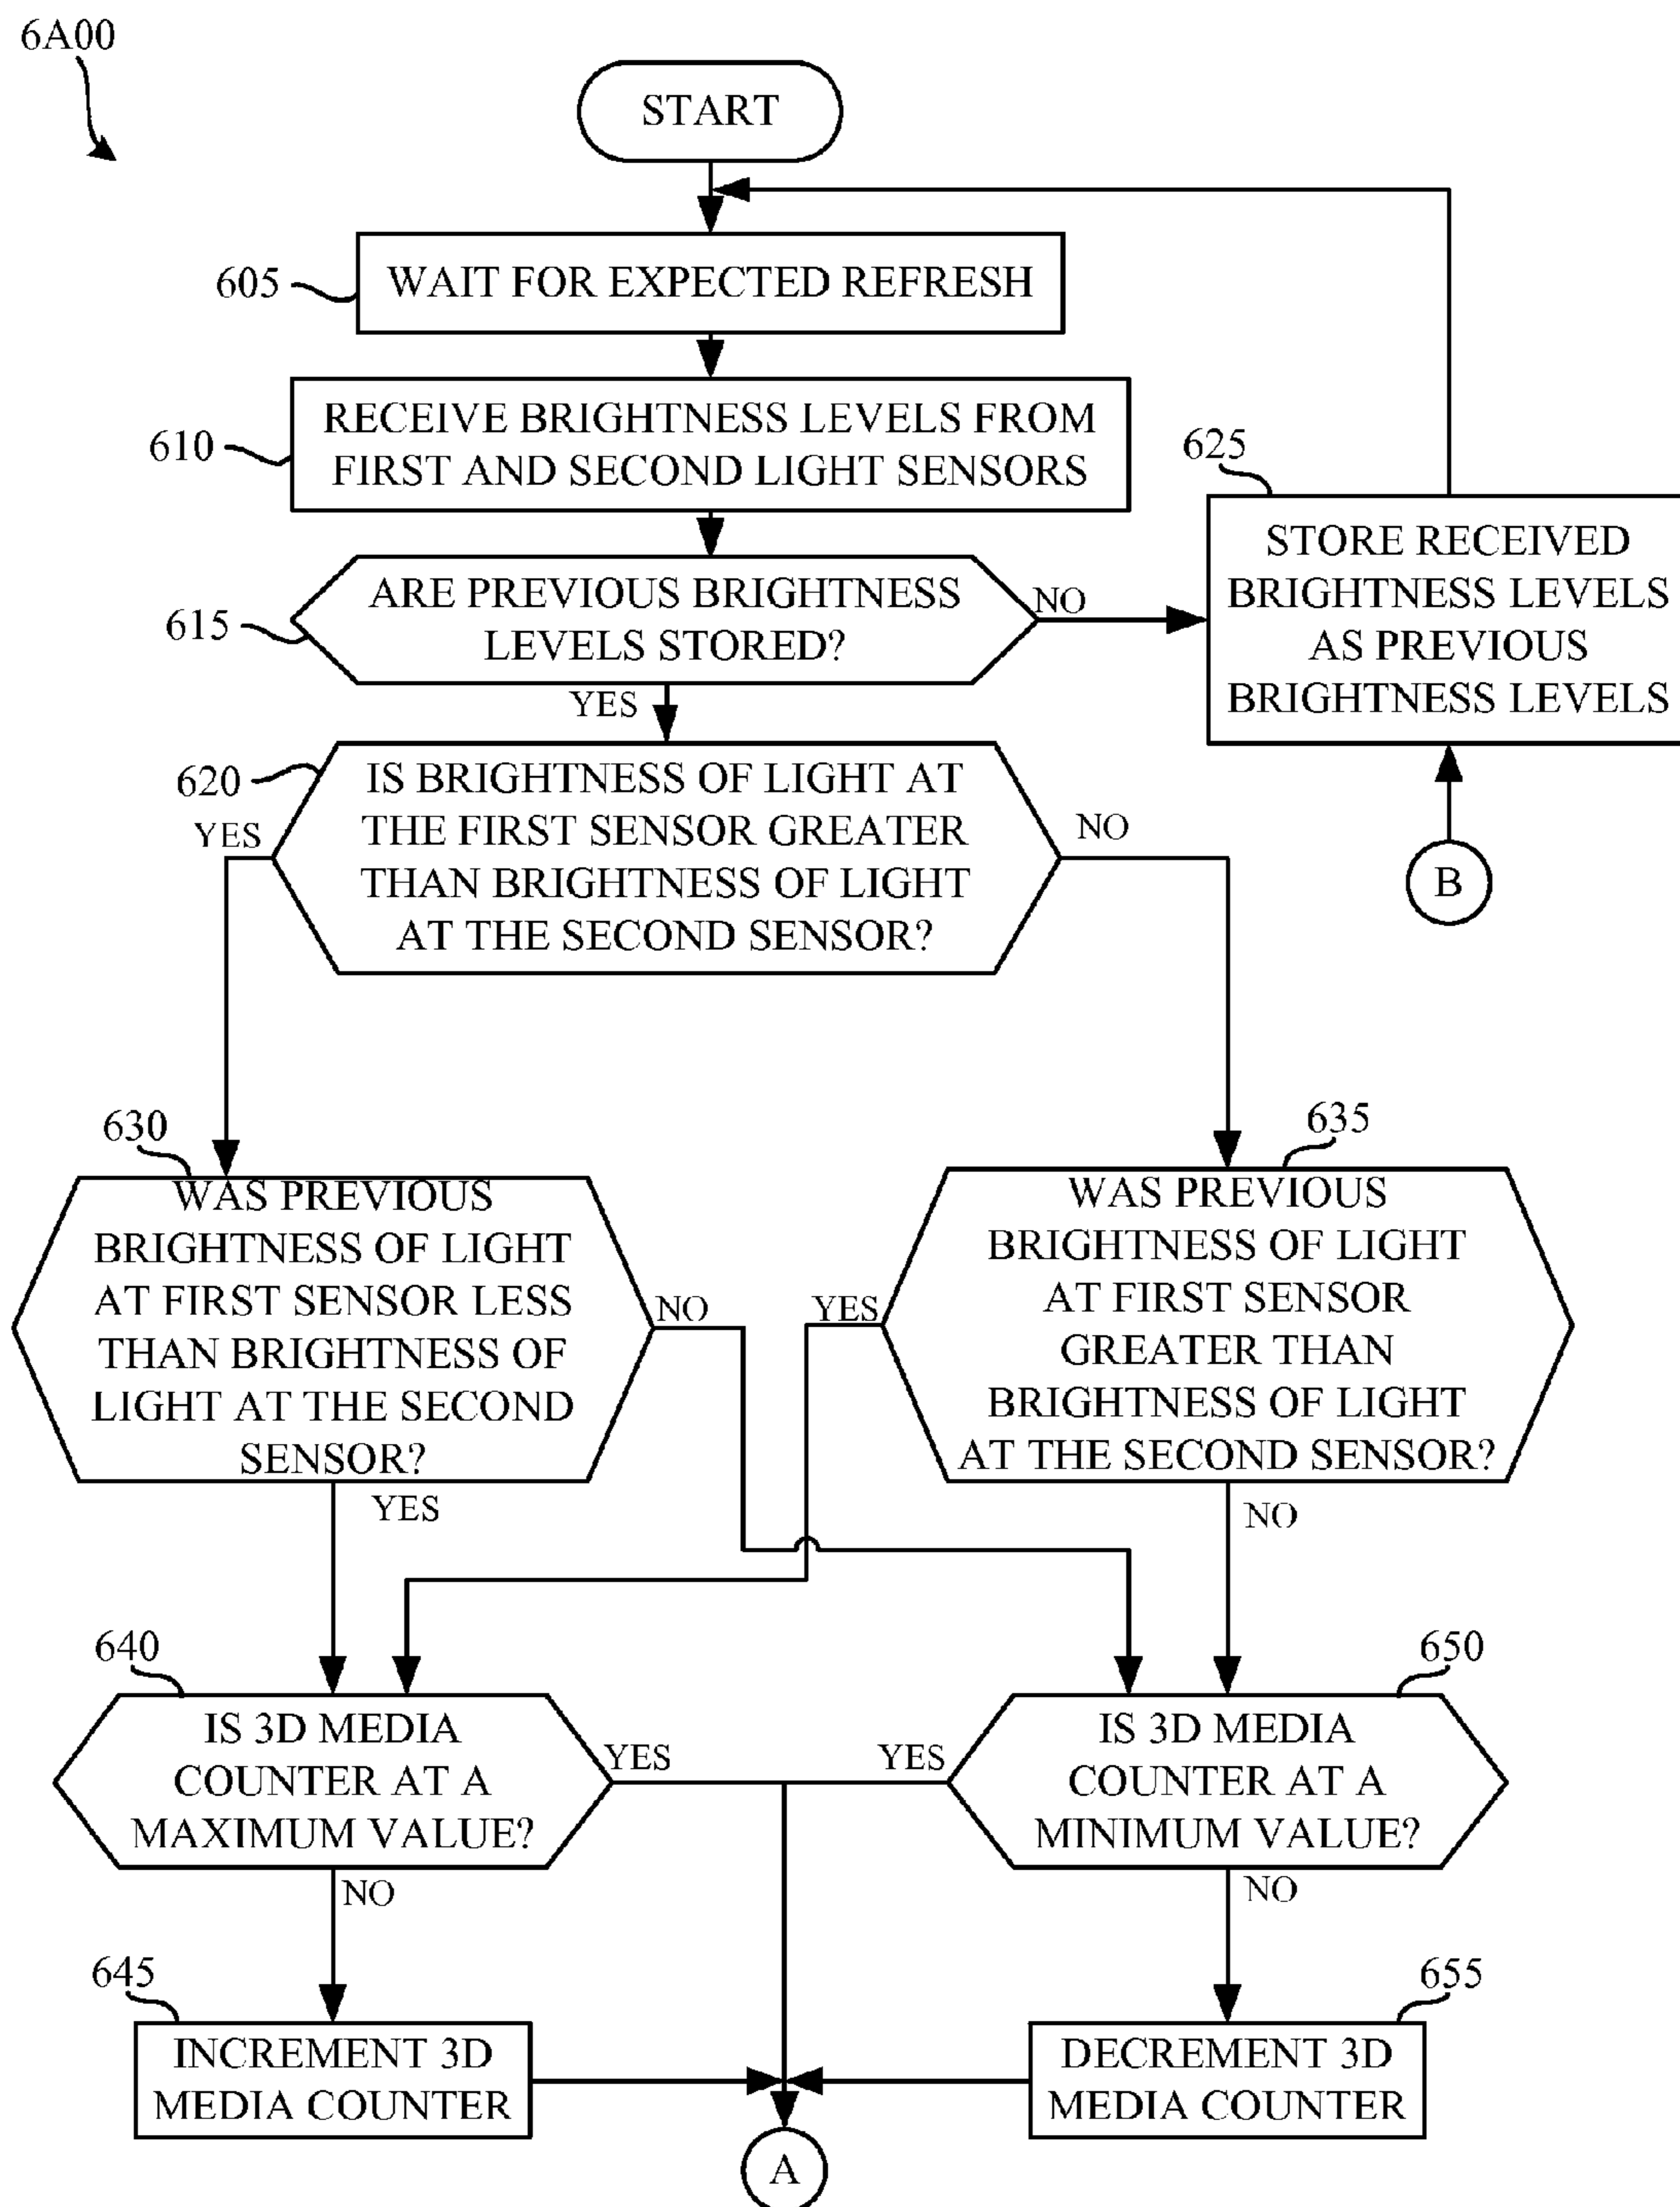 6A00
START
605
WAIT FOR EXPECTED REFRESH
610
RECEIVE BRIGHTNESS LEVELS FROM
FIRST AND SECOND LIGHT SENSORS
615
ARE PREVIOUS BRIGHTNESS
LEVELS STORED?
NO
YES
625
STORE RECEIVED
BRIGHTNESS LEVELS
AS PREVIOUS
BRIGHTNESS LEVELS
B
620
IS BRIGHTNESS OF LIGHT AT
THE FIRST SENSOR GREATER
THAN BRIGHTNESS OF LIGHT
AT THE SECOND SENSOR?
YES
NO
630
WAS PREVIOUS
BRIGHTNESS OF LIGHT
AT FIRST SENSOR LESS
THAN BRIGHTNESS OF
LIGHT AT THE SECOND
SENSOR?
NO
YES
635
WAS PREVIOUS
BRIGHTNESS OF LIGHT
AT FIRST SENSOR
GREATER THAN
BRIGHTNESS OF LIGHT
AT THE SECOND SENSOR?
YES
NO
640
IS 3D MEDIA
COUNTER AT A
MAXIMUM VALUE?
YES
NO
650
IS 3D MEDIA
COUNTER AT A
MINIMUM VALUE?
YES
NO
645
INCREMENT 3D
MEDIA COUNTER
655
DECREMENT 3D
MEDIA COUNTER
A